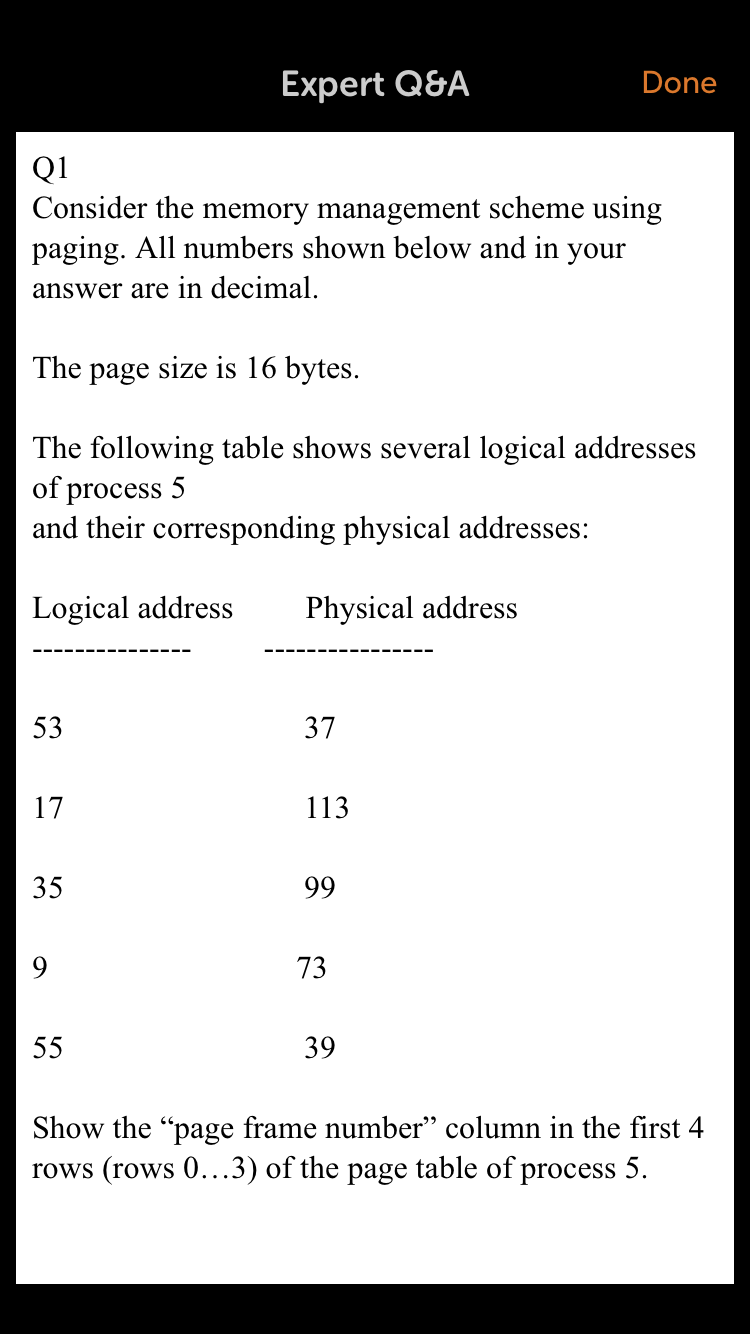 Expert Q&A
Done
Q1
Consider the memory management scheme using
paging. All numbers shown below and in your
answer are in decimal.
The page size is 16 bytes.
The following table shows several logical addresses
of process 5
and their corresponding physical addresses:
Logical address Physical address
--------------- ----------------
53 37
17 113
35 99
9 73
55 39
Show the “page frame number” column in the first 4
rows (rows 0…3) of the page table of process 5.